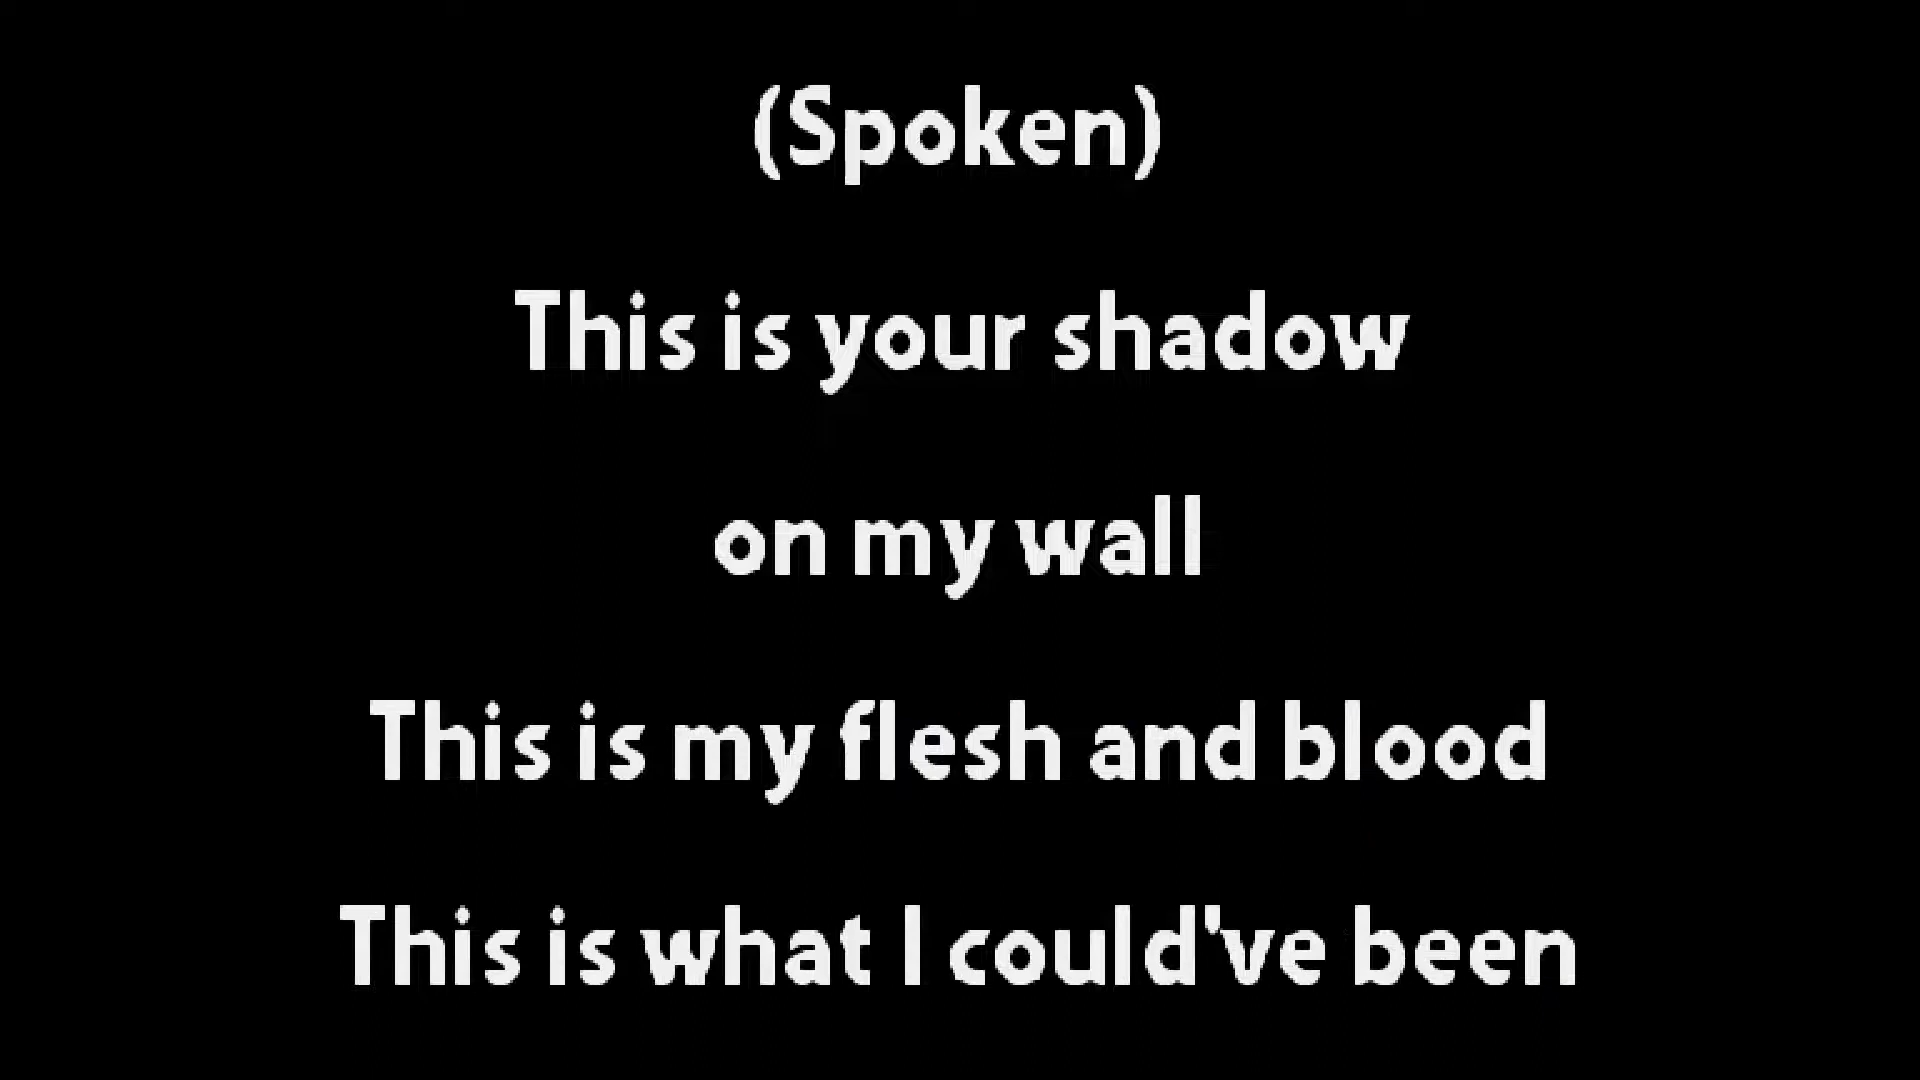 (Spoken)
This is your shadow
on my wall
This is my flesh and blood
This is what I could've been